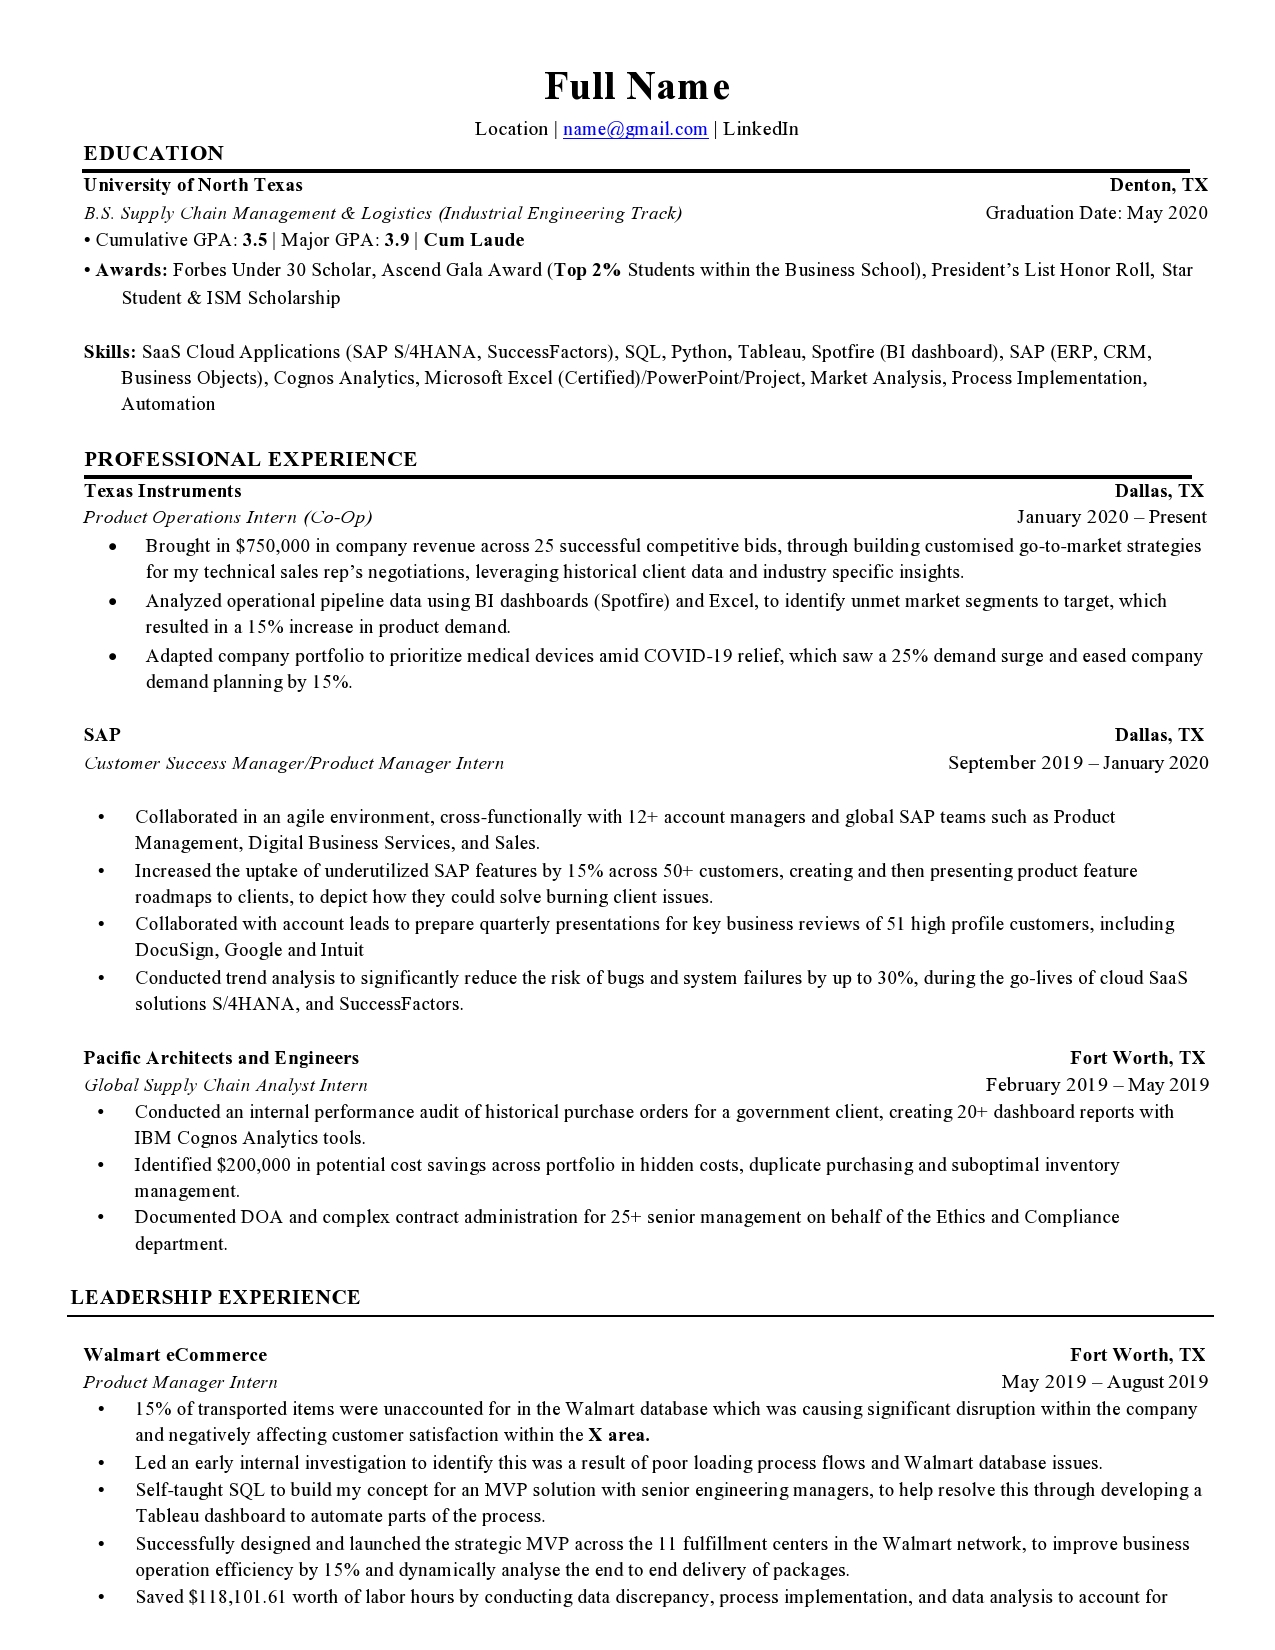 Full Name
Location | name@gmail.com | LinkedIn
EDUCATION
University of North Texas Denton, TX
B.S. Supply Chain Management & Logistics (Industrial Engineering Track) Graduation Date: May 2020
• Cumulative GPA: 3.5 | Major GPA: 3.9 | Cum Laude
• Awards: Forbes Under 30 Scholar, Ascend Gala Award (Top 2% Students within the Business School), President’s List Honor Roll, Star
Student & ISM Scholarship
Skills: SaaS Cloud Applications (SAP S/4HANA, SuccessFactors), SQL, Python, Tableau, Spotfire (BI dashboard), SAP (ERP, CRM,
Business Objects), Cognos Analytics, Microsoft Excel (Certified)/PowerPoint/Project, Market Analysis, Process Implementation,
Automation
PROFESSIONAL EXPERIENCE
Texas Instruments Dallas, TX
Product Operations Intern (Co-Op) January 2020 – Present
• Brought in $750,000 in company revenue across 25 successful competitive bids, through building customised go-to-market strategies
for my technical sales rep’s negotiations, leveraging historical client data and industry specific insights.
• Analyzed operational pipeline data using BI dashboards (Spotfire) and Excel, to identify unmet market segments to target, which
resulted in a 15% increase in product demand.
• Adapted company portfolio to prioritize medical devices amid COVID-19 relief, which saw a 25% demand surge and eased company
demand planning by 15%.
SAP Dallas, TX
Customer Success Manager/Product Manager Intern September 2019 – January 2020
• Collaborated in an agile environment, cross-functionally with 12+ account managers and global SAP teams such as Product
Management, Digital Business Services, and Sales.
• Increased the uptake of underutilized SAP features by 15% across 50+ customers, creating and then presenting product feature
roadmaps to clients, to depict how they could solve burning client issues.
• Collaborated with account leads to prepare quarterly presentations for key business reviews of 51 high profile customers, including
DocuSign, Google and Intuit
• Conducted trend analysis to significantly reduce the risk of bugs and system failures by up to 30%, during the go-lives of cloud SaaS
solutions S/4HANA, and SuccessFactors.
Pacific Architects and Engineers Fort Worth, TX
Global Supply Chain Analyst Intern February 2019 – May 2019
• Conducted an internal performance audit of historical purchase orders for a government client, creating 20+ dashboard reports with
IBM Cognos Analytics tools.
• Identified $200,000 in potential cost savings across portfolio in hidden costs, duplicate purchasing and suboptimal inventory
management.
• Documented DOA and complex contract administration for 25+ senior management on behalf of the Ethics and Compliance
department.
LEADERSHIP EXPERIENCE
Walmart eCommerce Fort Worth, TX
Product Manager Intern May 2019 – August 2019
• 15% of transported items were unaccounted for in the Walmart database which was causing significant disruption within the company
and negatively affecting customer satisfaction within the X area.
• Led an early internal investigation to identify this was a result of poor loading process flows and Walmart database issues.
• Self-taught SQL to build my concept for an MVP solution with senior engineering managers, to help resolve this through developing a
Tableau dashboard to automate parts of the process.
• Successfully designed and launched the strategic MVP across the 11 fulfillment centers in the Walmart network, to improve business
operation efficiency by 15% and dynamically analyse the end to end delivery of packages.
• Saved $118,101.61 worth of labor hours by conducting data discrepancy, process implementation, and data analysis to account for